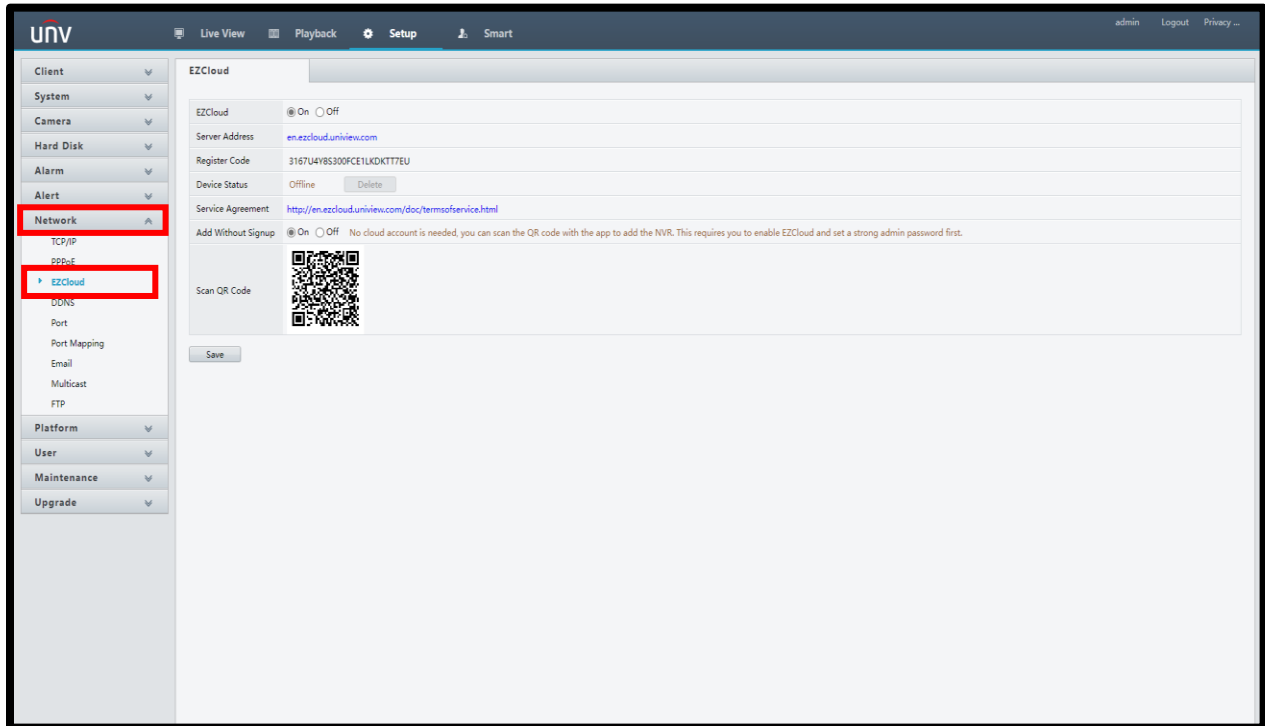 unv
Live View Playback Setup Smart
admin Logout Privacy ...
Client
System
Camera
Hard Disk
Alarm
Alert
Network
TCP/IP
PPPoE
EZCloud
DDNS
Port
Port Mapping
Email
Multicast
FTP
Platform
User
Maintenance
Upgrade
EZCloud
EZCloud On Off
Server Address en.ezcloud.uniview.com
Register Code 3167U4Y8S300FCE1LKDKTT7EU
Device Status Offline Delete
Service Agreement http://en.ezcloud.uniview.com/doc/termsofservice.html
Add Without Signup On Off No cloud account is needed, you can scan the QR code with the app to add the NVR. This requires you to enable EZCloud and set a strong admin password first.
Scan QR Code
Save